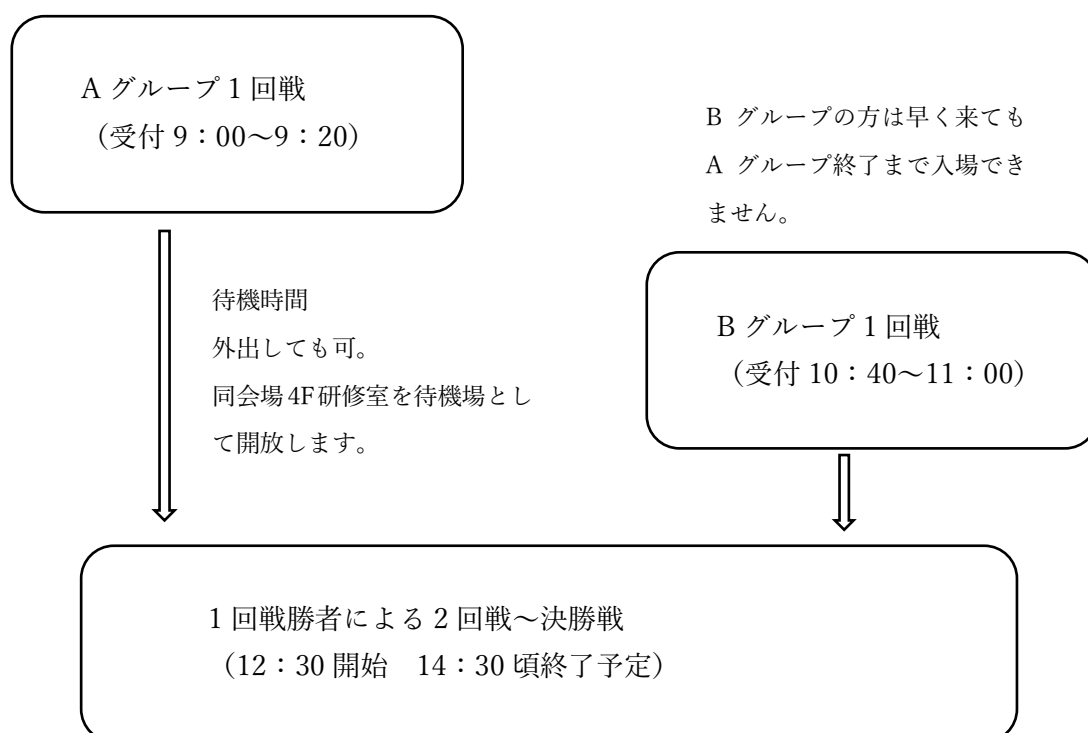 A グループ 1 回戦
（受付 9：00～9：20）
B グループの方は早く来ても
A グループ終了まで入場でき
ません。
待機時間
外出しても可。
同会場 4F 研修室を待機場とし
て開放します。
B グループ 1 回戦
（受付 10：40～11：00）
1 回戦勝者による 2 回戦～決勝戦
（12：30 開始　14：30 頃終了予定）